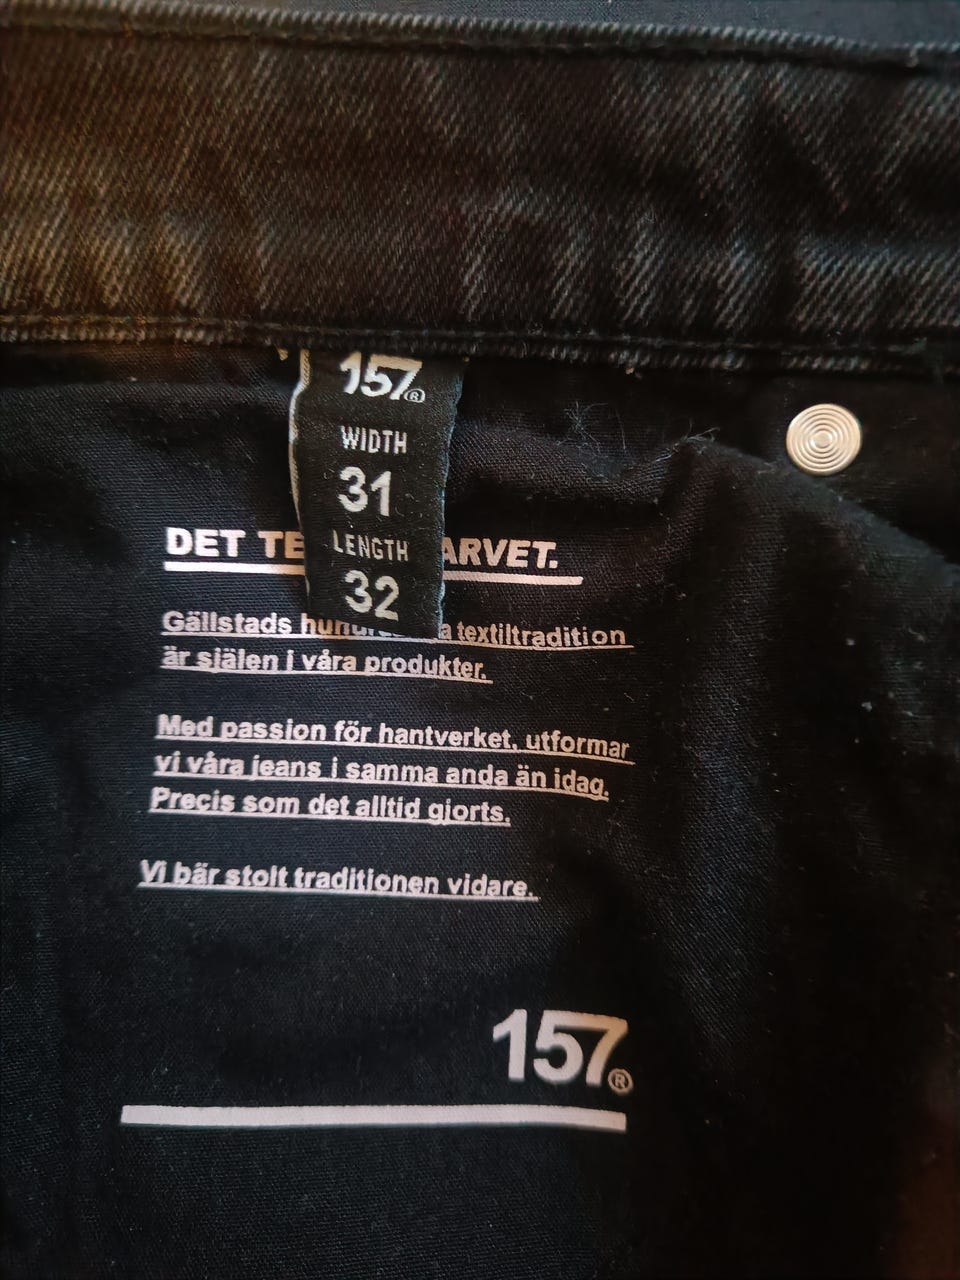 157®
WIDTH
31
LENGTH
32
DET ARVET.
Gällstads textiltradition
är själen i våra produkter.
Med passion för hantverket, utformar
vi våra jeans i samma anda än idag.
Precis som det alltid gjorts.
Vi bär stolt traditionen vidare.
157®